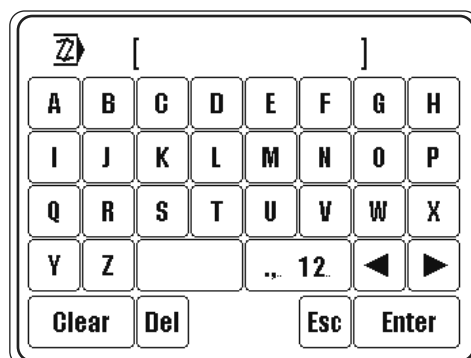 [ ]
A B C D E F G H
I J K L M N O P
Q R S T U V W X
Y Z ., .. 12.. ◀ ▶
Clear Del Esc Enter